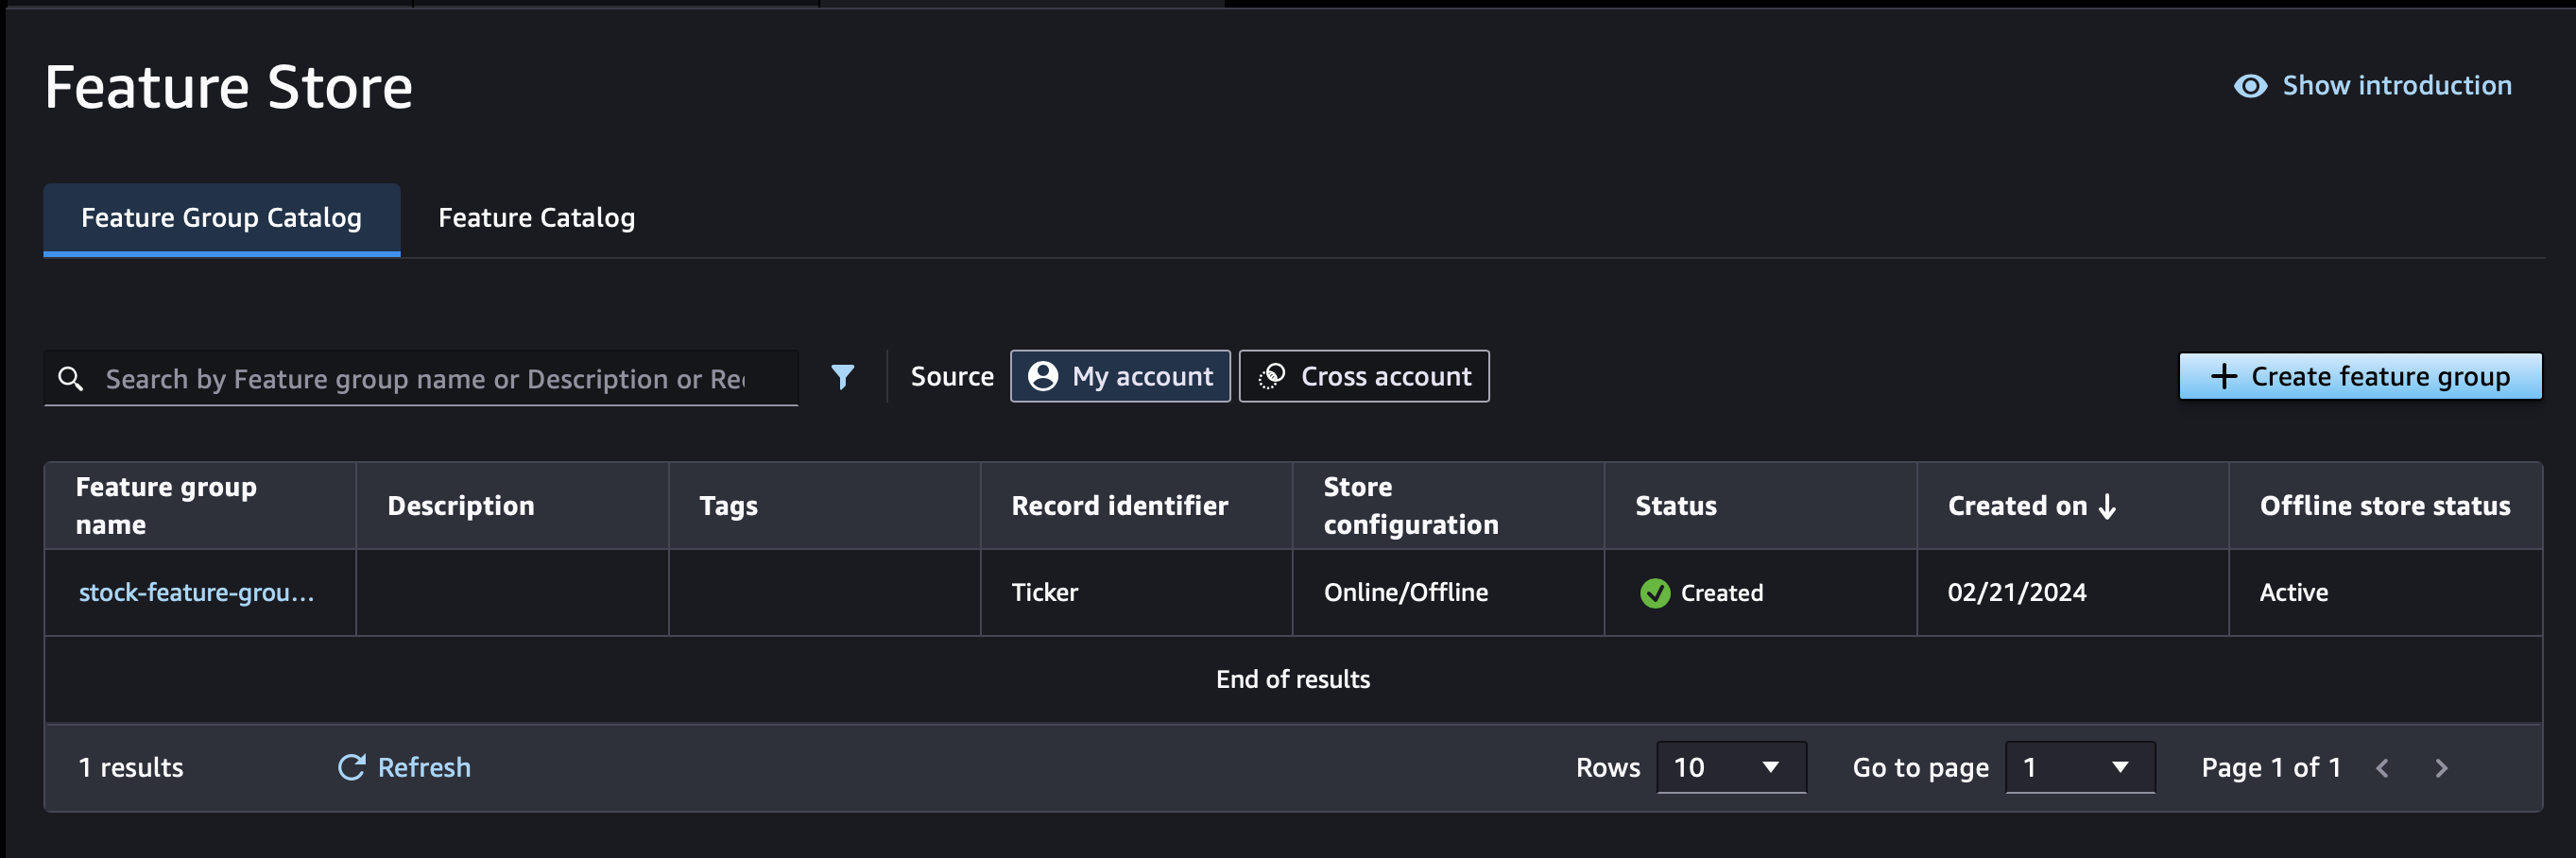 Feature Store
Show introduction
Feature Group Catalog
Feature Catalog
Search by Feature group name or Description or Re
Source
My account
Cross account
Create feature group
Feature group name
Description
Tags
Record identifier
Store configuration
Status
Created on
Offline store status
stock-feature-grou...
Ticker
Online/Offline
Created
02/21/2024
Active
End of results
1 results
Refresh
Rows 10
Go to page 1
Page 1 of 1